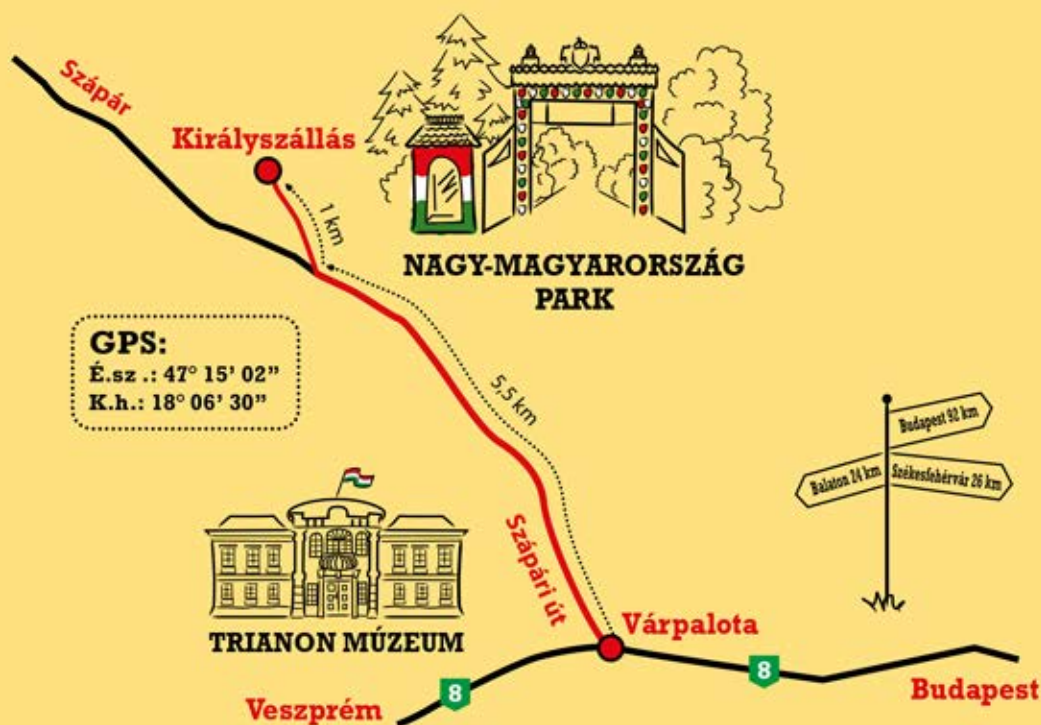 Szápár
Királyszállás
1 km
NAGY-MAGYARORSZÁG
PARK
GPS:
É.sz .: 47° 15’ 02”
K.h.: 18° 06’ 30”
5,5 km
Budapest 92 km
Balaton 24 km
Székesfehérvár 26 km
Szápári út
TRIANON MÚZEUM
Várpalota
8
8
Veszprém
Budapest